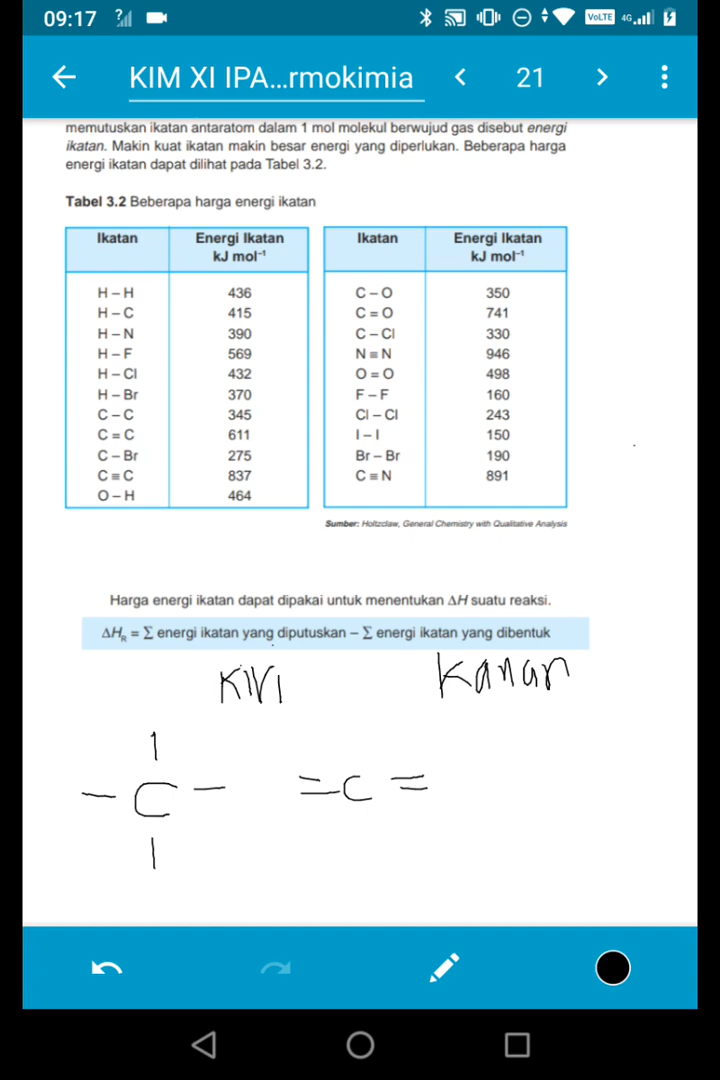 09:17 VoLTE 4G
KIM XI IPA...rmokimia < 21 >
memutuskan ikatan antaratom dalam 1 mol molekul berwujud gas disebut energi
ikatan. Makin kuat ikatan makin besar energi yang diperlukan. Beberapa harga
energi ikatan dapat dilihat pada Tabel 3.2.
Tabel 3.2 Beberapa harga energi ikatan
Ikatan Energi Ikatan kJ mol⁻¹
H – H 436
H – C 415
H – N 390
H – F 569
H – Cl 432
H – Br 370
C – C 345
C = C 611
C – Br 275
C ≡ C 837
O – H 464
Ikatan Energi Ikatan kJ mol⁻¹
C – O 350
C = O 741
C – Cl 330
N ≡ N 946
O = O 498
F – F 160
Cl – Cl 243
I – I 150
Br – Br 190
C ≡ N 891
Sumber: Holtzclaw, General Chemistry with Qualitative Analysis
Harga energi ikatan dapat dipakai untuk menentukan ΔH suatu reaksi.
ΔH_R = Σ energi ikatan yang diputuskan – Σ energi ikatan yang dibentuk
Kiri Kanan
– C – = C =